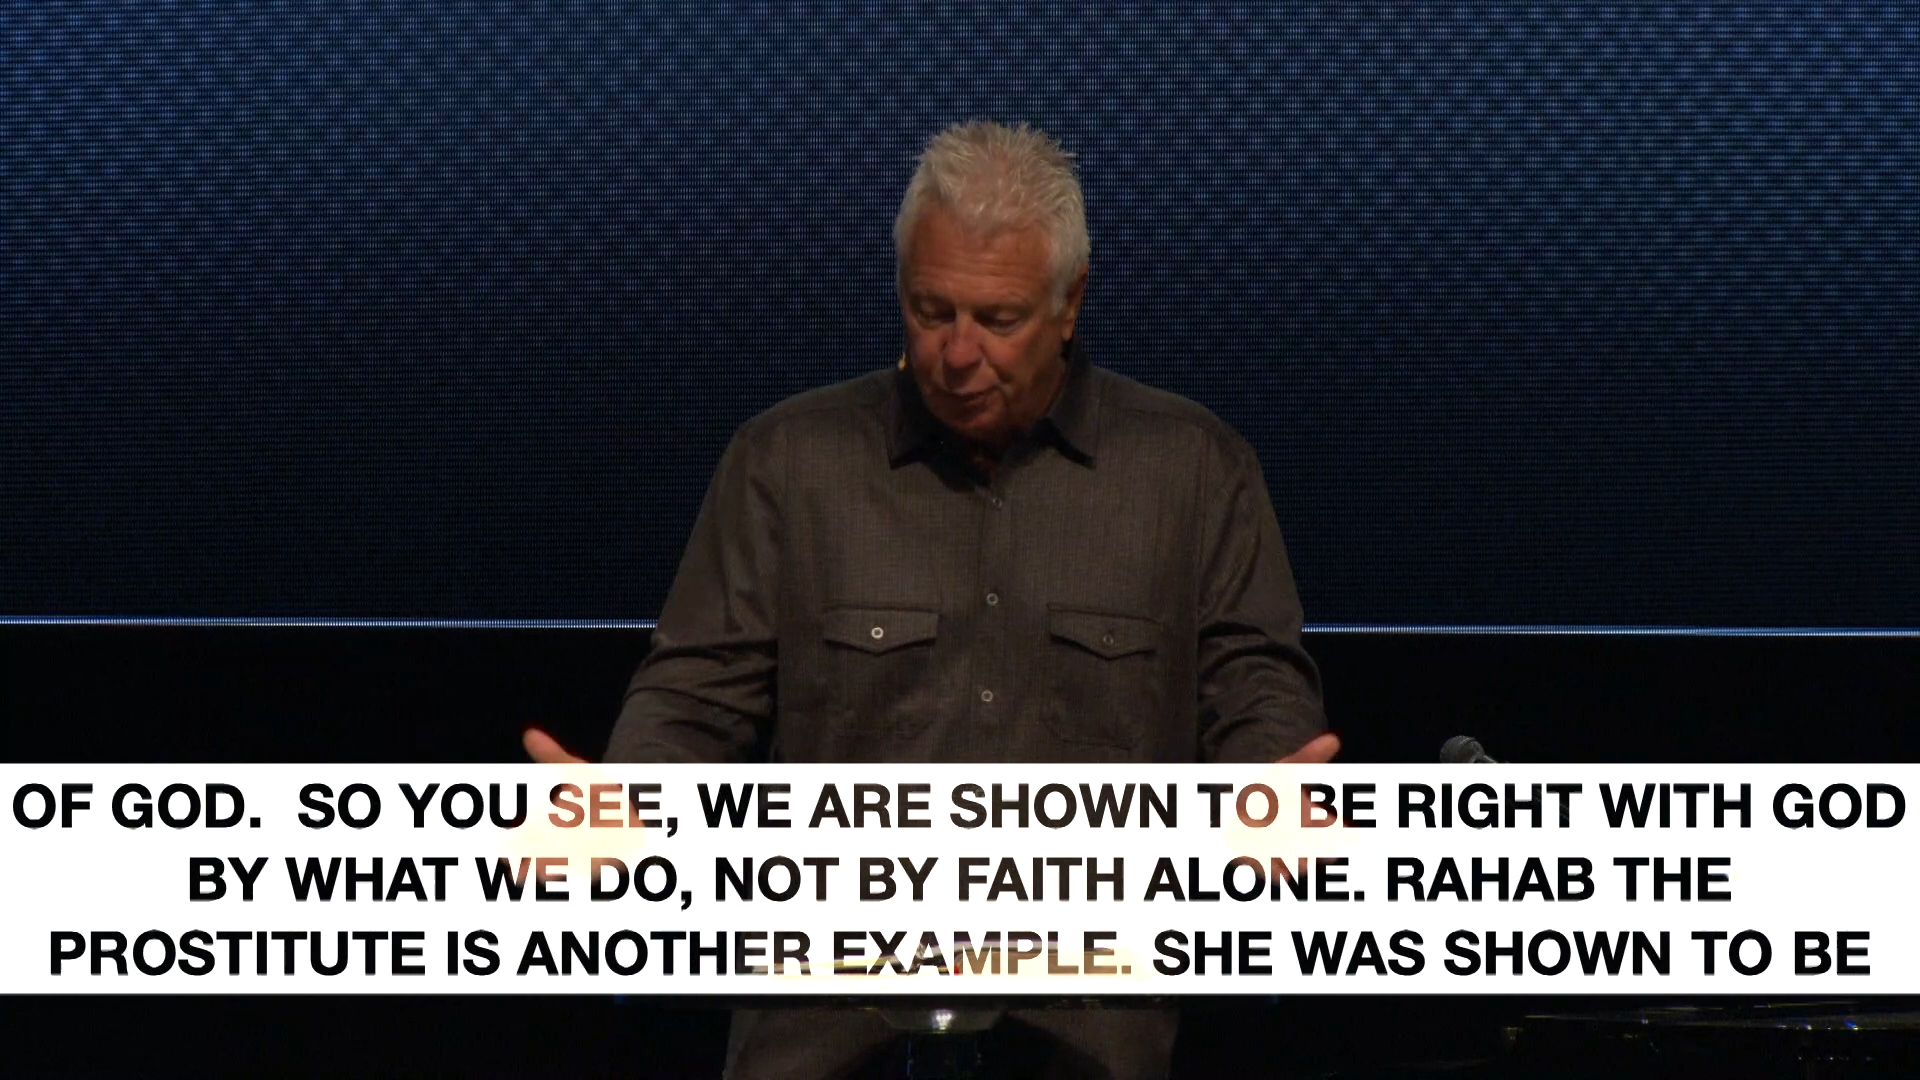 OF GOD.  SO YOU SEE, WE ARE SHOWN TO BE RIGHT WITH GOD
BY WHAT WE DO, NOT BY FAITH ALONE. RAHAB THE
PROSTITUTE IS ANOTHER EXAMPLE. SHE WAS SHOWN TO BE